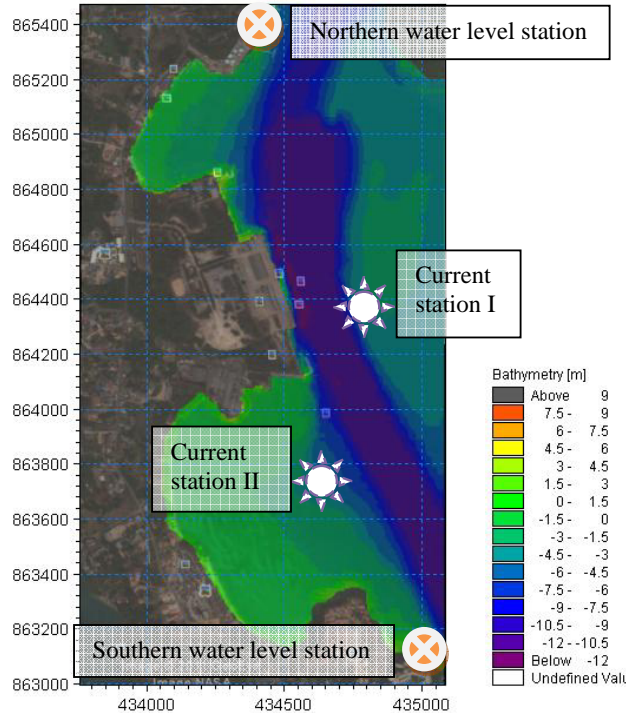 865400
865200
865000
864800
864600
864400
864200
864000
863800
863600
863400
863200
863000
434000
434500
435000
Northern water level station
Current
station I
Current
station II
Southern water level station
Bathymetry [m]
Above 9
7.5 - 9
6 - 7.5
4.5 - 6
3 - 4.5
1.5 - 3
0 - 1.5
-1.5 - 0
-3 - -1.5
-4.5 - -3
-6 - -4.5
-7.5 - -6
-9 - -7.5
-10.5 - -9
-12 - -10.5
Below -12
Undefined Valu